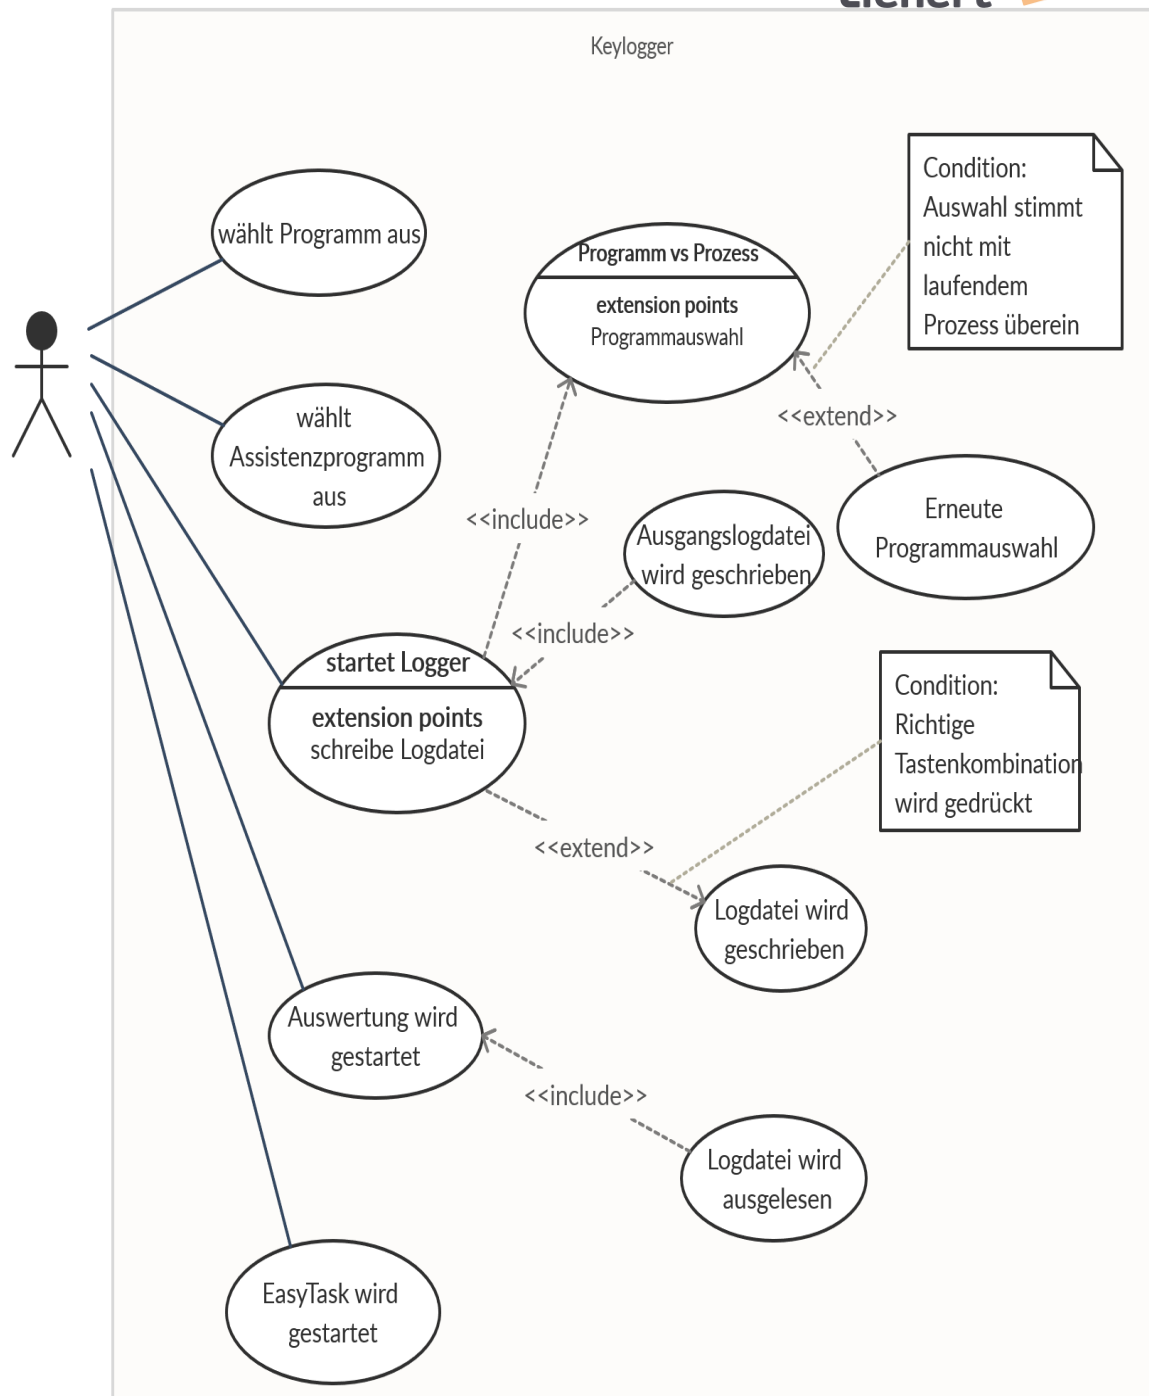 Keylogger
wählt Programm aus
Programm vs Prozess
extension points
Programmauswahl
Condition:
Auswahl stimmt
nicht mit
laufendem
Prozess überein
wählt
Assistenzprogramm
aus
<<extend>>
<<include>>
Ausgangslogdatei
wird geschrieben
Erneute
Programmauswahl
<<include>>
startet Logger
extension points
schreibe Logdatei
Condition:
Richtige
Tastenkombination
wird gedrückt
<<extend>>
Logdatei wird
geschrieben
Auswertung wird
gestartet
<<include>>
Logdatei wird
ausgelesen
EasyTask wird
gestartet